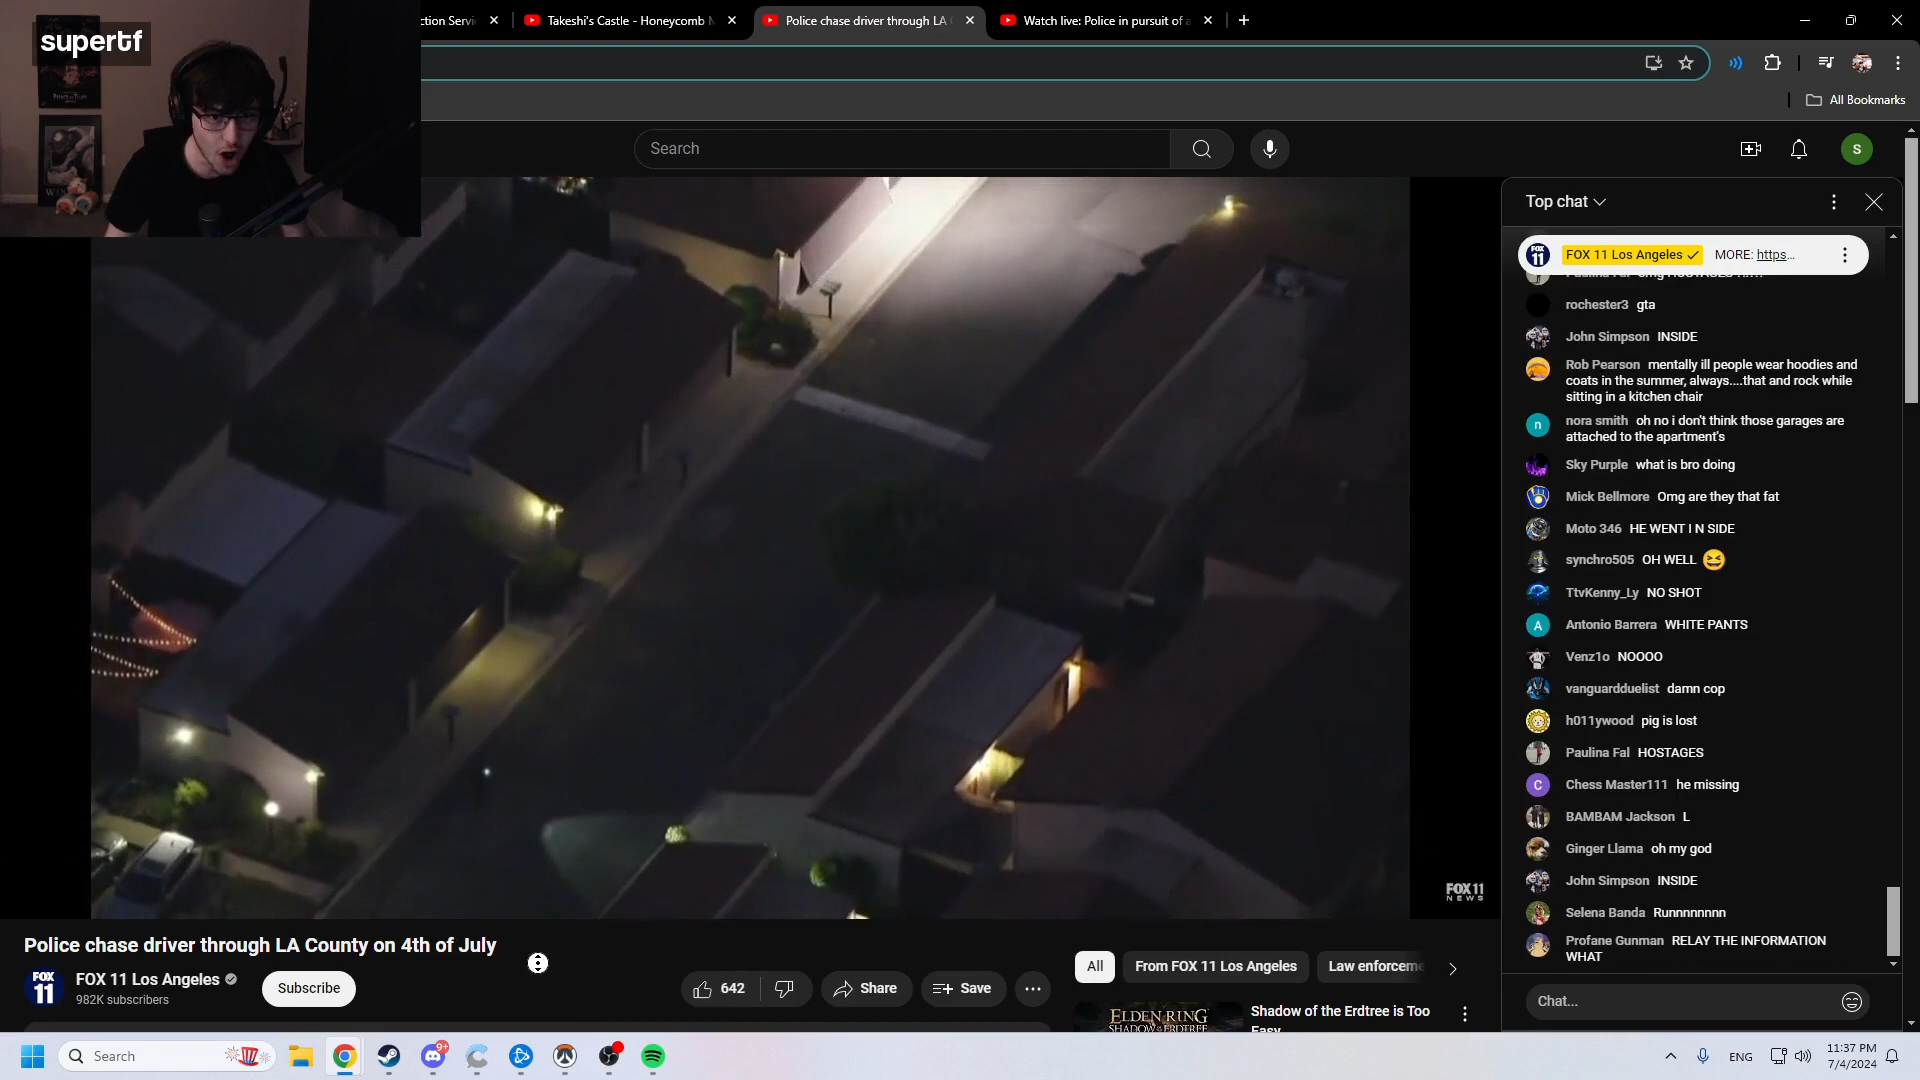 supertf
ction Servi
Takeshi's Castle - Honeycomb M
Police chase driver through LA C
Watch live: Police in pursuit of a
All Bookmarks
Search
S
Top chat
FOX 11 Los Angeles MORE: https...
rochester3 gta
John Simpson INSIDE
Rob Pearson mentally ill people wear hoodies and
coats in the summer, always....that and rock while
sitting in a kitchen chair
nora smith oh no i don't think those garages are
attached to the apartment's
Sky Purple what is bro doing
Mick Bellmore Omg are they that fat
Moto 346 HE WENT I N SIDE
synchro505 OH WELL
TtvKenny_Ly NO SHOT
Antonio Barrera WHITE PANTS
Venz1o NOOOO
vanguardduelist damn cop
h011ywood pig is lost
Paulina Fal HOSTAGES
Chess Master111 he missing
BAMBAM Jackson L
Ginger Llama oh my god
John Simpson INSIDE
Selena Banda Runnnnnnnn
Profane Gunman RELAY THE INFORMATION
WHAT
Chat...
FOX 11
NEWS
Police chase driver through LA County on 4th of July
FOX 11
FOX 11 Los Angeles
982K subscribers
Subscribe
642
Share
Save
All
From FOX 11 Los Angeles
Law enforceme
ELDEN RING
SHADOW OF THE ERDTREE
Shadow of the Erdtree is Too
Easy
Search
9+
ENG
11:37 PM
7/4/2024